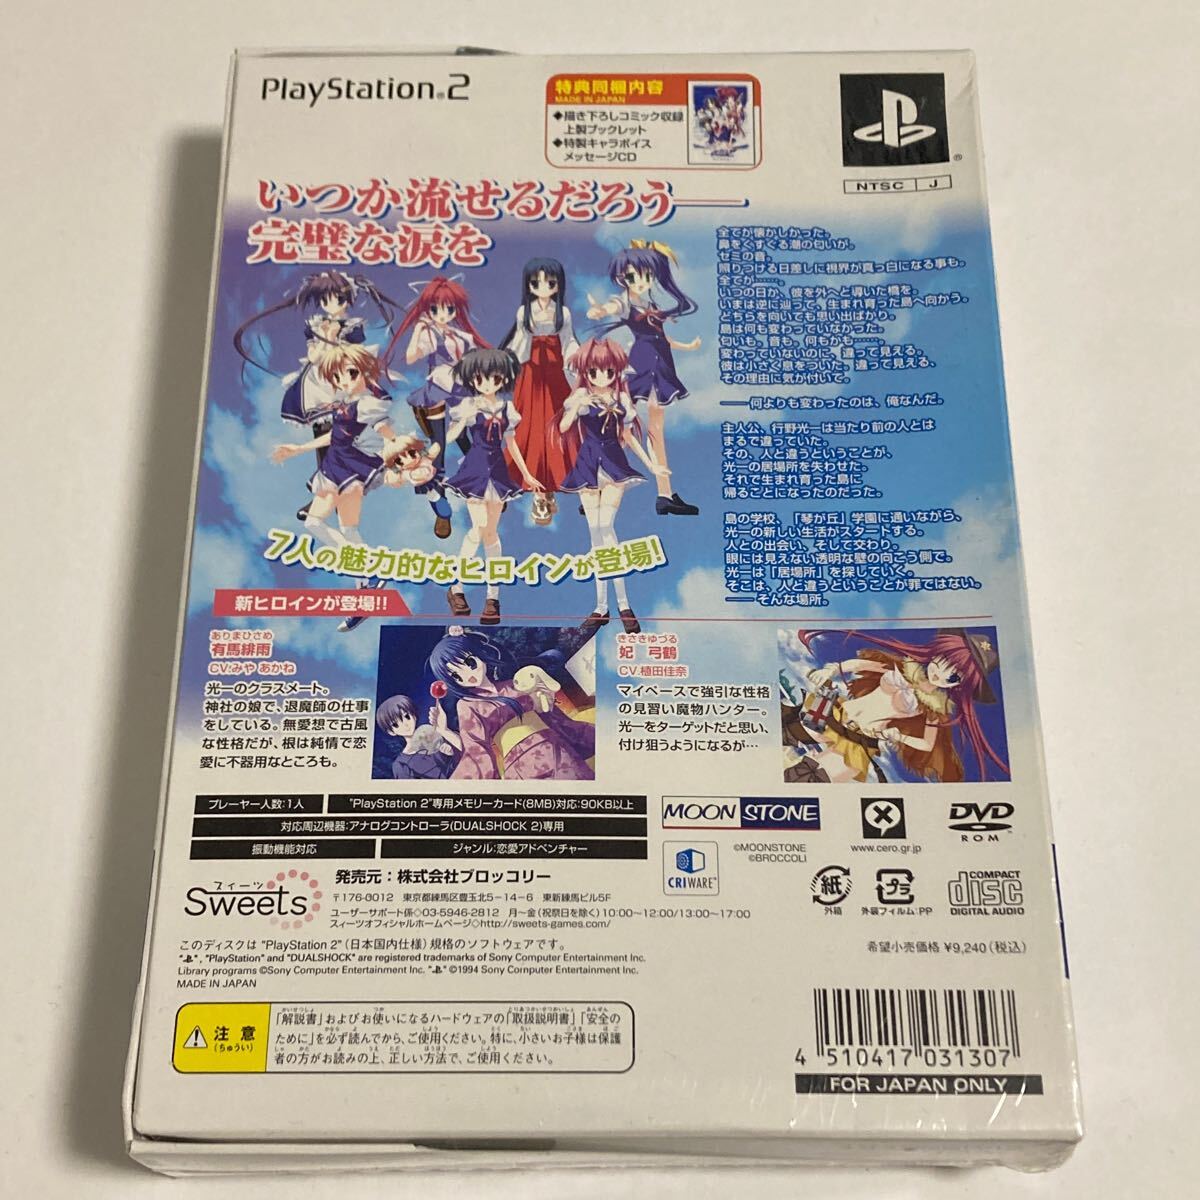 PlayStation®2
特典同梱内容
MADE IN JAPAN
◆描き下ろしコミック収録
上製ブックレット
◆特製キャラボイス
メッセージCD
®
NTSC J
いつか流せるだろう――
完璧な涙を
全てが懐かしかった。
鼻をくすぐる潮の匂いが。
セミの音。
照りつける日差しに視界が真っ白になる事も。
全てが……。
いつの日か、彼を外へと導いた橋を。
いまは逆に辿って、生まれ育った島へ向かう。
どちらを向いても思い出ばかり。
島は何も変わっていなかった。
匂いも。音も。何もかも……。
変わっていないのに、違って見える。
彼は小さく息をついた。違って見える、
その理由に気が付いて。
――何よりも変わったのは、俺なんだ。
主人公、行野光一は当たり前の人とは
まるで違っていた。
その、人と違うということが、
光一の居場所を失わせた。
それで生まれ育った島に
帰ることになったのだった。
島の学校、「琴が丘」学園に通いながら、
光一の新しい生活がスタートする。
人との出会い、そして交わり。
眼には見えない透明な壁の向こう側で。
光一は「居場所」を探していく。
そこは、人と違うということが罪ではない。
――そんな場所。
7人の魅力的なヒロインが登場!
新ヒロインが登場!!
ありまひさめ
有馬緋雨
CV:みや あかね
光一のクラスメート。
神社の娘で、退魔師の仕事
をしている。無愛想で古風
な性格だが、根は純情で恋
愛に不器用なところも。
きさきゆづる
妃 弓鶴
CV.植田佳奈
マイペースで強引な性格
の見習い魔物ハンター。
光一をターゲットだと思い、
付け狙うようになるが…
プレーヤー人数:1人
"PlayStation 2"専用メモリーカード(8MB)対応:90KB以上
対応周辺機器:アナログコントローラ(DUALSHOCK 2)専用
振動機能対応
ジャンル:恋愛アドベンチャー
MOON STONE
©MOONSTONE
©BROCCOLI
www.cero.gr.jp
DVD
ROM
CRIWARE™
スィーツ
Sweets
発売元：株式会社ブロッコリー
〒176-0012 東京都練馬区豊玉北5-14-6 東新練馬ビル5F
ユーザーサポート係◇03-5946-2812 月〜金(祝祭日を除く)10:00〜12:00/13:00〜17:00
スィーツオフィシャルホームページ◇http://sweets-games.com/
紙
外箱
プラ
外装フィルム:PP
COMPACT
disc
DIGITAL AUDIO
このディスクは "PlayStation 2"(日本国内仕様)規格のソフトウェアです。
希望小売価格 ¥9,240(税込)
", "PlayStation" and "DUALSHOCK" are registered trademarks of Sony Computer Entertainment Inc.
Library programs ©Sony Computer Entertainment Inc. " " ©1994 Sony Computer Entertainment Inc.
MADE IN JAPAN
注意
(ちゅうい)
「解説書」およびお使いになるハードウェアの「取扱説明書」「安全の
ために」を必ず読んでから、ご使用ください。特に、小さいお子様は保護
者の方がお読みの上、正しい方法で、ご使用ください。
4 510417 031307
FOR JAPAN ONLY